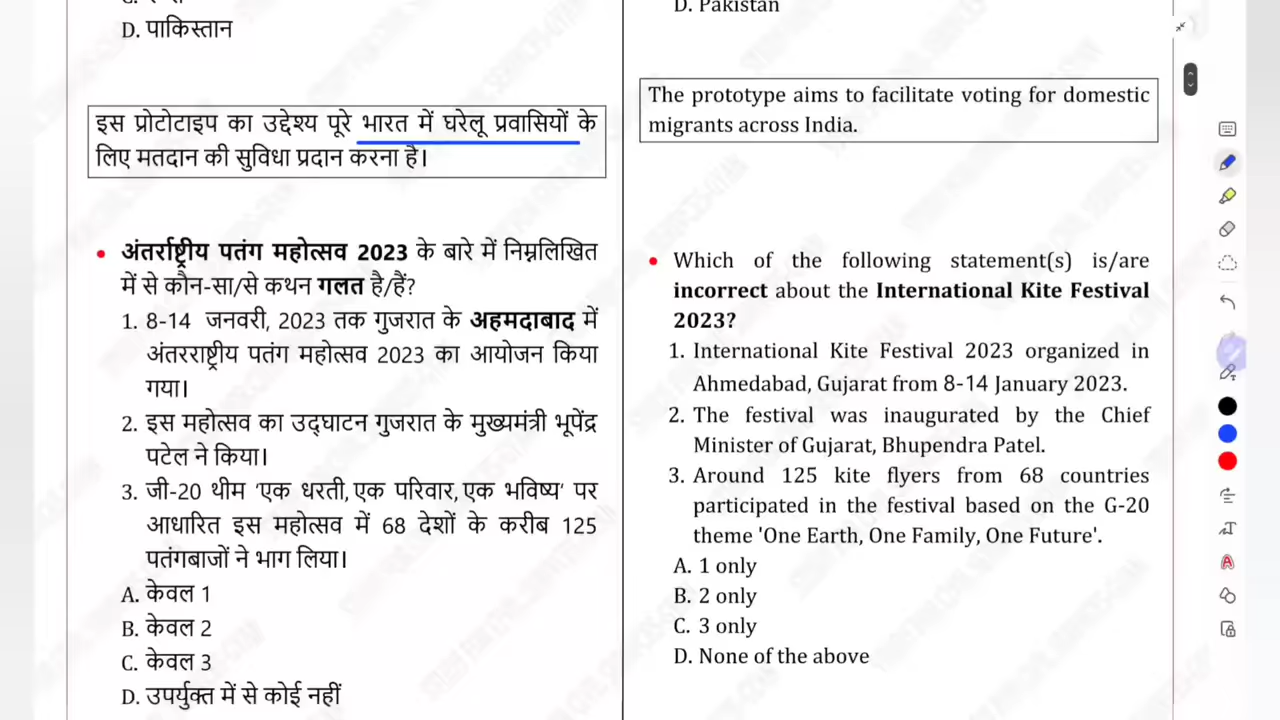 D. पाकिस्तान
इस प्रोटोटाइप का उद्देश्य पूरे भारत में घरेलू प्रवासियों के
लिए मतदान की सुविधा प्रदान करना है।
• अंतर्राष्ट्रीय पतंग महोत्सव 2023 के बारे में निम्नलिखित
में से कौन-सा/से कथन गलत है/हैं?
1. 8-14 जनवरी, 2023 तक गुजरात के अहमदाबाद में
अंतरराष्ट्रीय पतंग महोत्सव 2023 का आयोजन किया
गया।
2. इस महोत्सव का उद्घाटन गुजरात के मुख्यमंत्री भूपेंद्र
पटेल ने किया।
3. जी-20 थीम 'एक धरती, एक परिवार, एक भविष्य' पर
आधारित इस महोत्सव में 68 देशों के करीब 125
पतंगबाजों ने भाग लिया।
A. केवल 1
B. केवल 2
C. केवल 3
D. उपर्युक्त में से कोई नहीं
D. Pakistan
The prototype aims to facilitate voting for domestic
migrants across India.
• Which of the following statement(s) is/are
incorrect about the International Kite Festival
2023?
1. International Kite Festival 2023 organized in
Ahmedabad, Gujarat from 8-14 January 2023.
2. The festival was inaugurated by the Chief
Minister of Gujarat, Bhupendra Patel.
3. Around 125 kite flyers from 68 countries
participated in the festival based on the G-20
theme 'One Earth, One Family, One Future'.
A. 1 only
B. 2 only
C. 3 only
D. None of the above